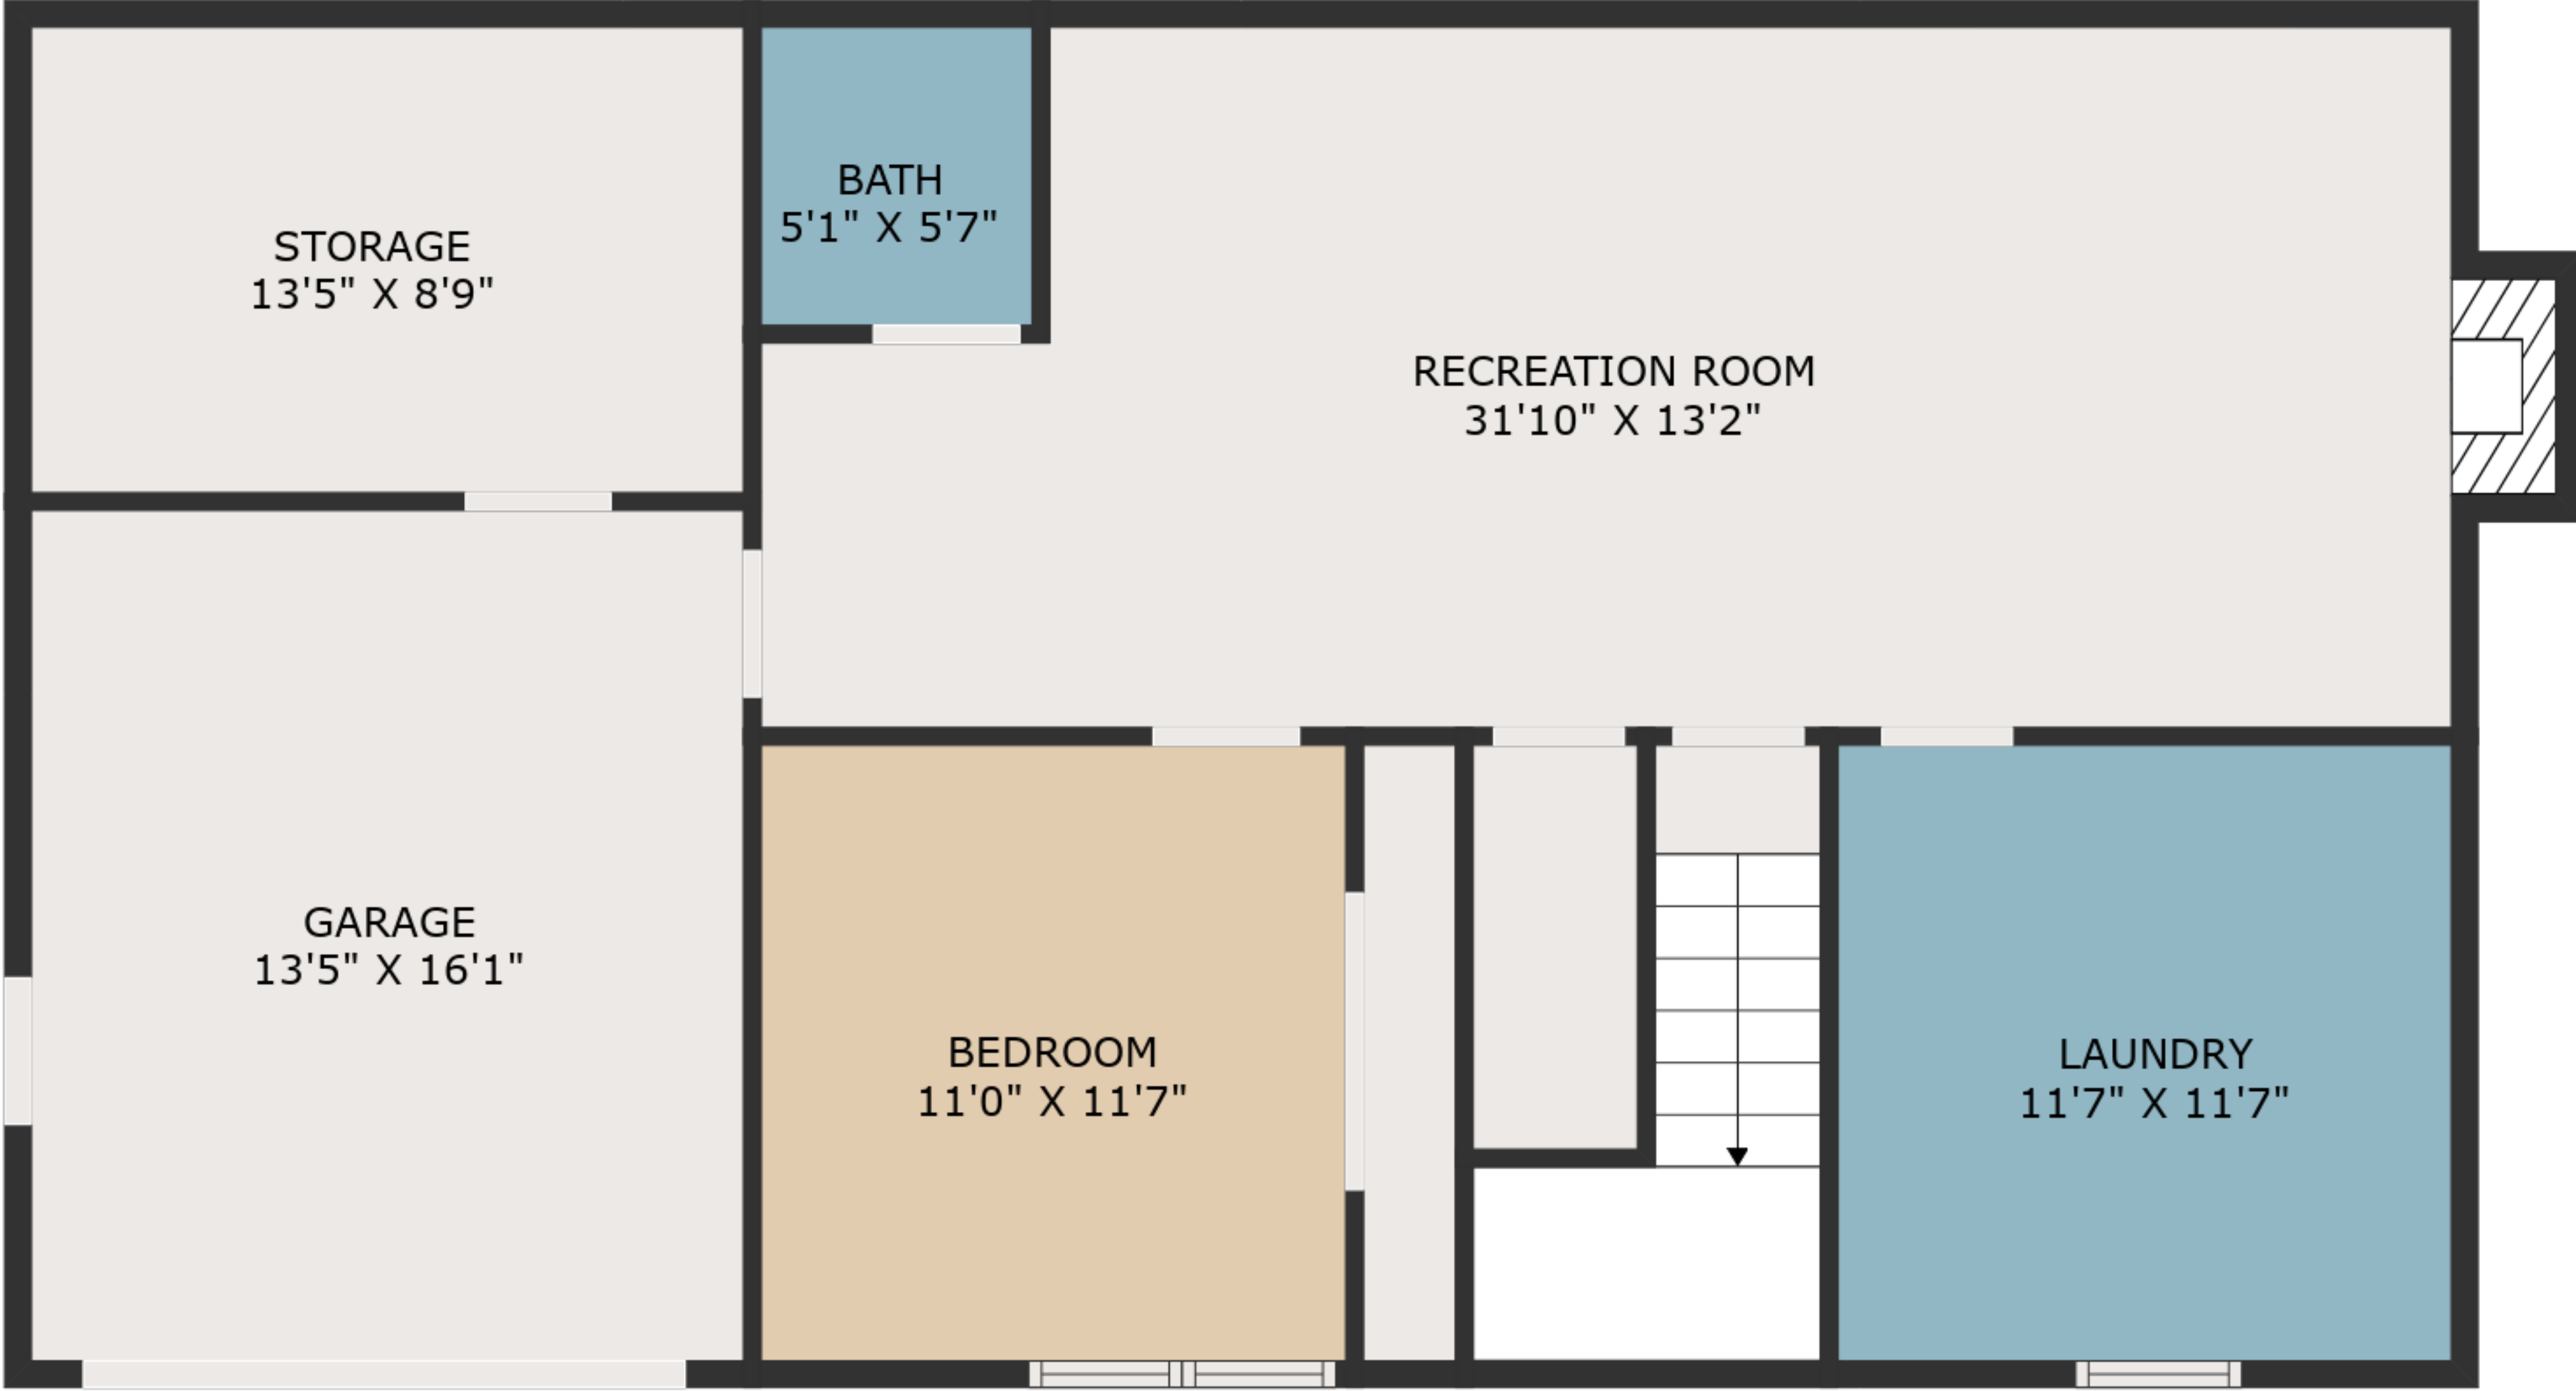 BATH
5'1" X 5'7"
STORAGE
13'5" X 8'9"
RECREATION ROOM
31'10" X 13'2"
GARAGE
13'5" X 16'1"
BEDROOM
11'0" X 11'7"
LAUNDRY
11'7" X 11'7"